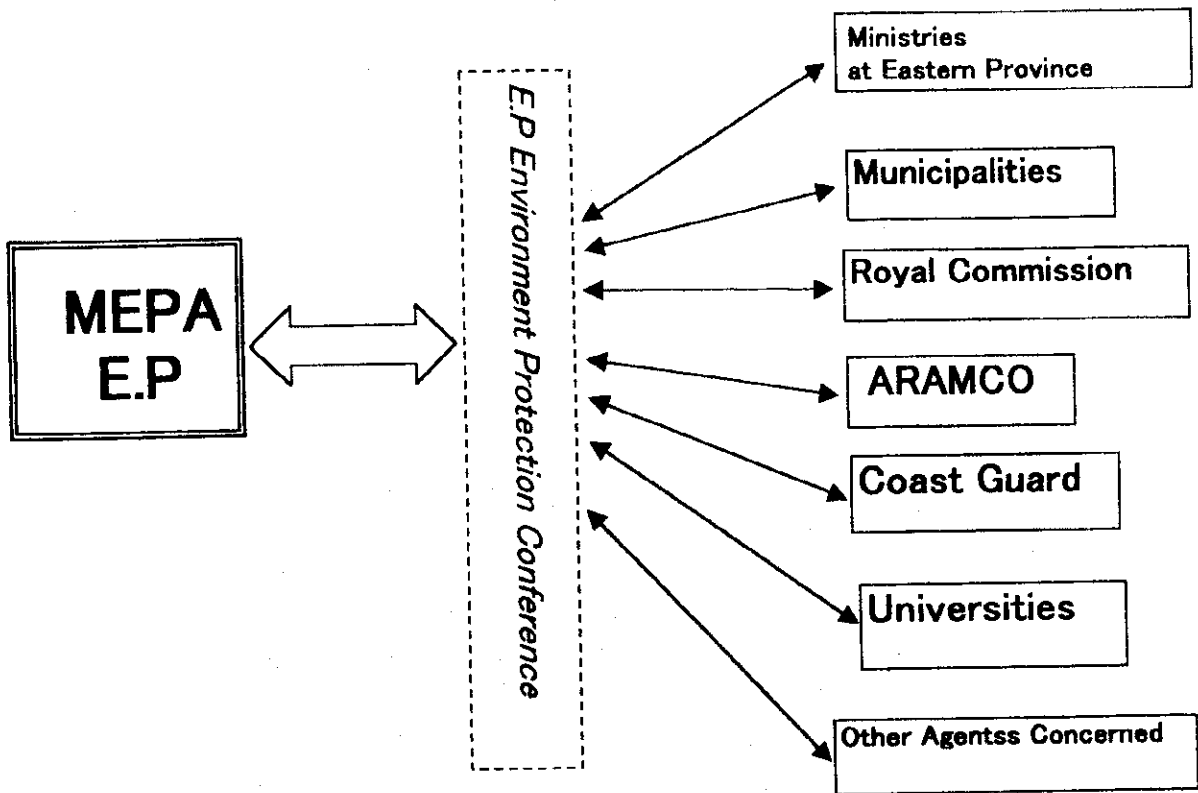 MEPA
E.P
E.P Environment Protection Conference
Ministries
at Eastern Province
Municipalities
Royal Commission
ARAMCO
Coast Guard
Universities
Other Agentss Concerned